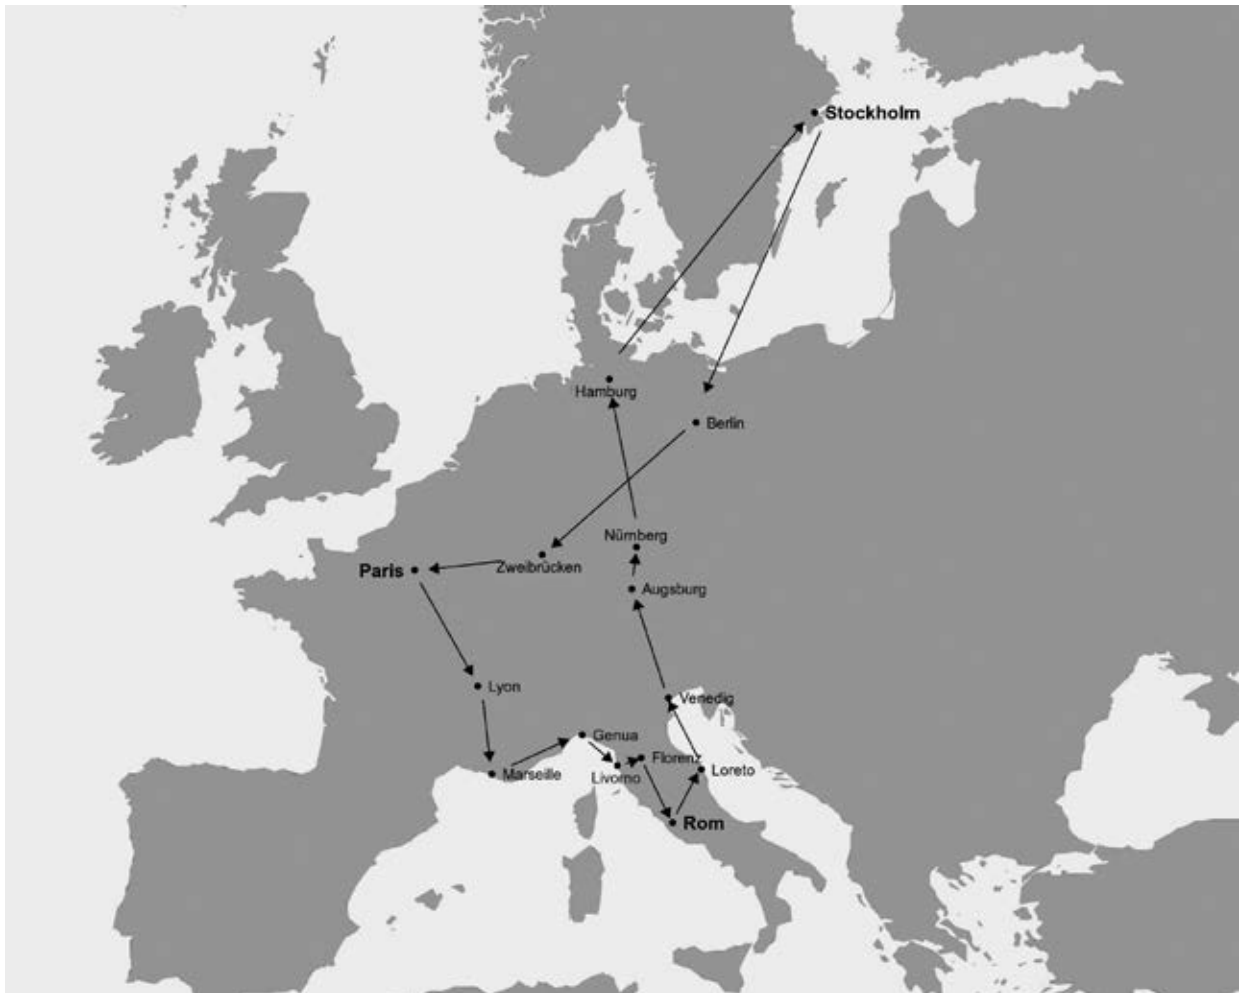 Stockholm
Hamburg
Berlin
Nürnberg
Zweibrücken
Paris
Augsburg
Lyon
Venedig
Genua
Florenz
Loreto
Marseille
Livorno
Rom